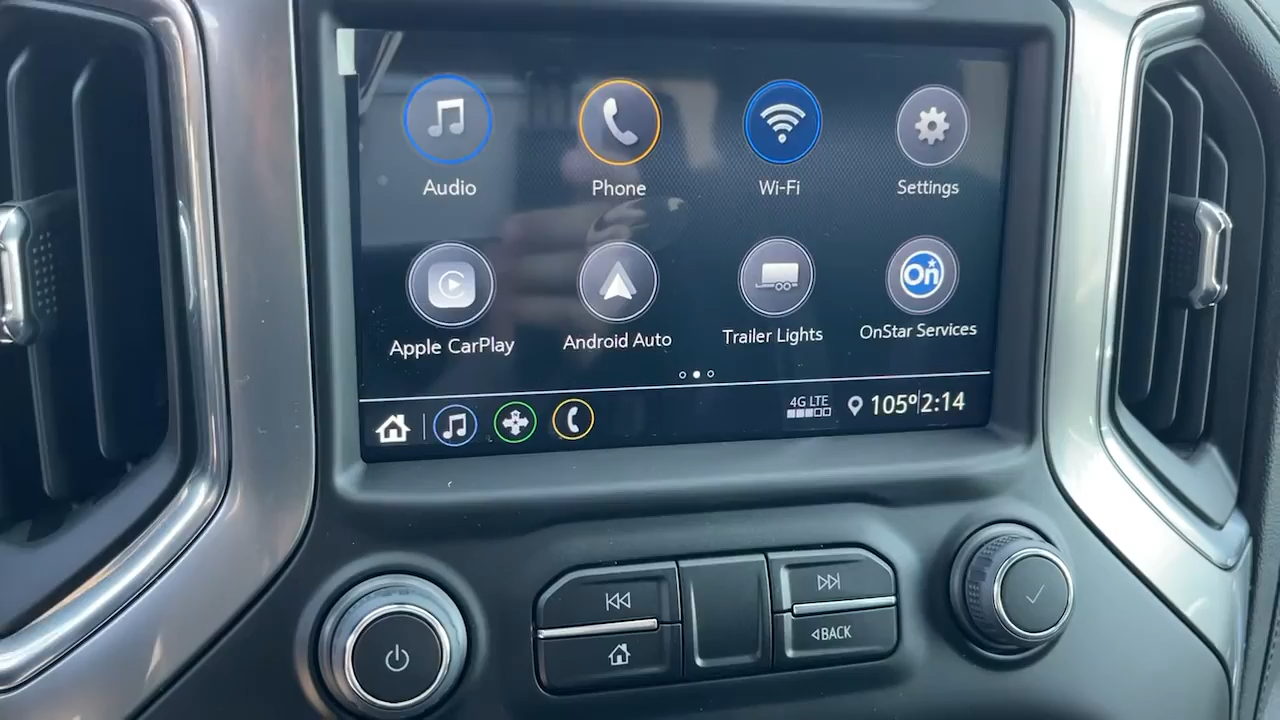 Audio
Phone
Wi-Fi
Settings
On
Apple CarPlay
Android Auto
Trailer Lights
OnStar Services
4G LTE
105° 2:14
BACK